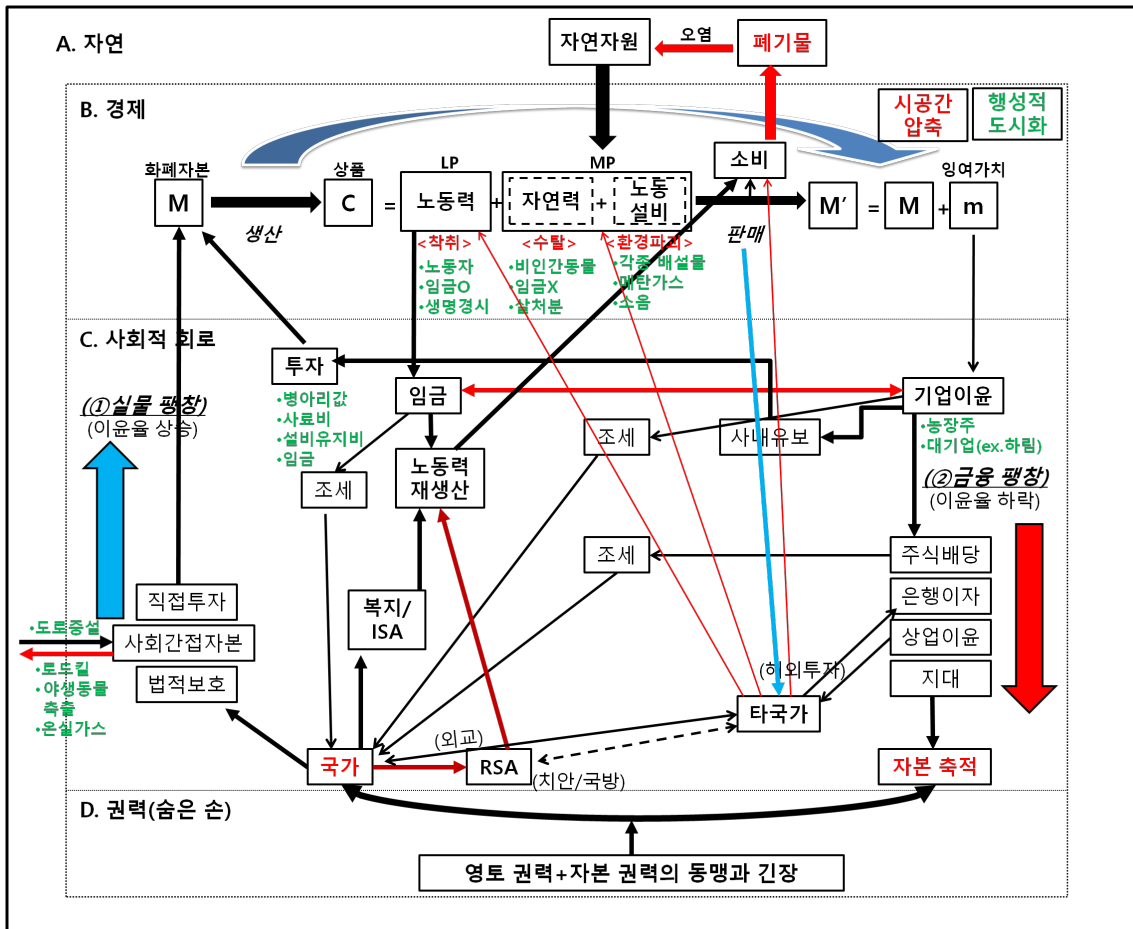 A. 자연
자연자원
오염
폐기물
B. 경제
시공간
압축
행성적
도시화
화폐자본
상품
LP
MP
소비
잉여가치
M
C
=
노동력
+
자연력
+
노동
설비
M′
=
M
+
m
생산
판매
<착취>
•노동자
•임금O
•생명경시
<수탈>
•비인간동물
•임금X
•살처분
<환경파괴>
•각종 배설물
•메탄가스
•소음
C. 사회적 회로
투자
•병아리값
•사료비
•설비유지비
•임금
임금
기업이윤
•농장주
•대기업(ex.하림)
(①실물 팽창)
(이윤율 상승)
조세
사내유보
노동력
재생산
조세
(②금융 팽창)
(이윤율 하락)
조세
주식배당
은행이자
상업이윤
지대
직접투자
사회간접자본
법적보호
•도로증설
•로드킬
•야생동물
축출
•온실가스
복지/
ISA
(해외투자)
타국가
(외교)
국가
RSA
(치안/국방)
자본 축적
D. 권력(숨은 손)
영토 권력+자본 권력의 동맹과 긴장